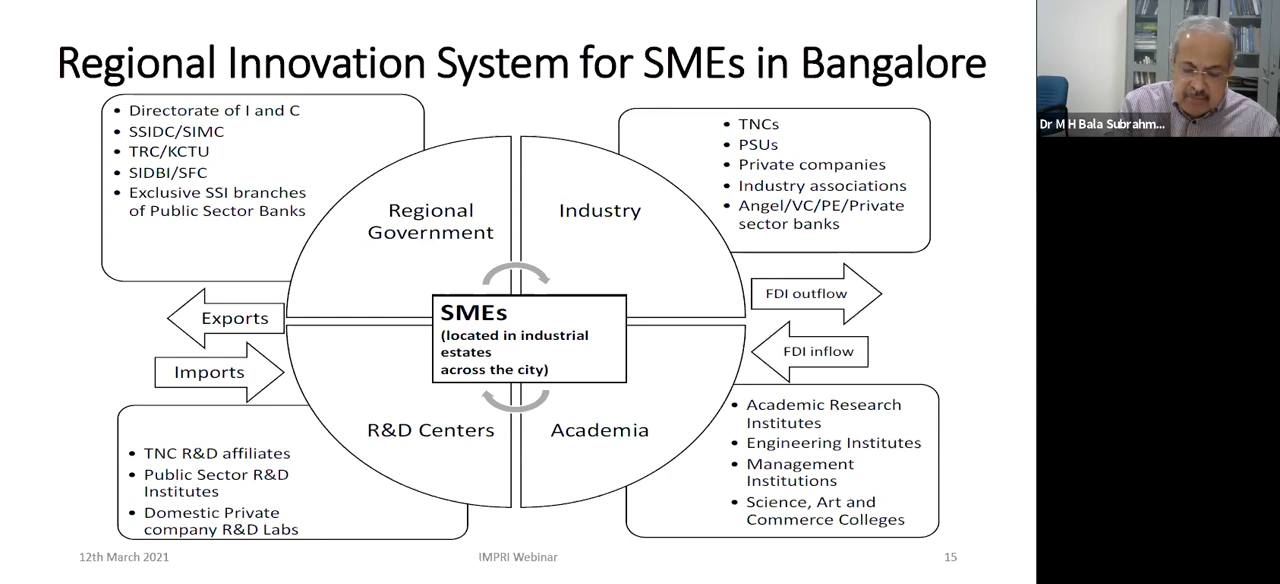 Regional Innovation System for SMEs in Bangalore
• Directorate of I and C
• SSIDC/SIMC
• TRC/KCTU
• SIDBI/SFC
• Exclusive SSI branches
of Public Sector Banks
• TNCs
• PSUs
• Private companies
• Industry associations
• Angel/VC/PE/Private
sector banks
Regional
Government
Industry
Exports
Imports
SMEs
(located in industrial
estates
across the city)
FDI outflow
FDI inflow
R&D Centers
Academia
• TNC R&D affiliates
• Public Sector R&D
Institutes
• Domestic Private
company R&D Labs
• Academic Research
Institutes
• Engineering Institutes
• Management
Institutions
• Science, Art and
Commerce Colleges
12th March 2021
IMPRI Webinar
15
Dr M H Bala Subrahm...